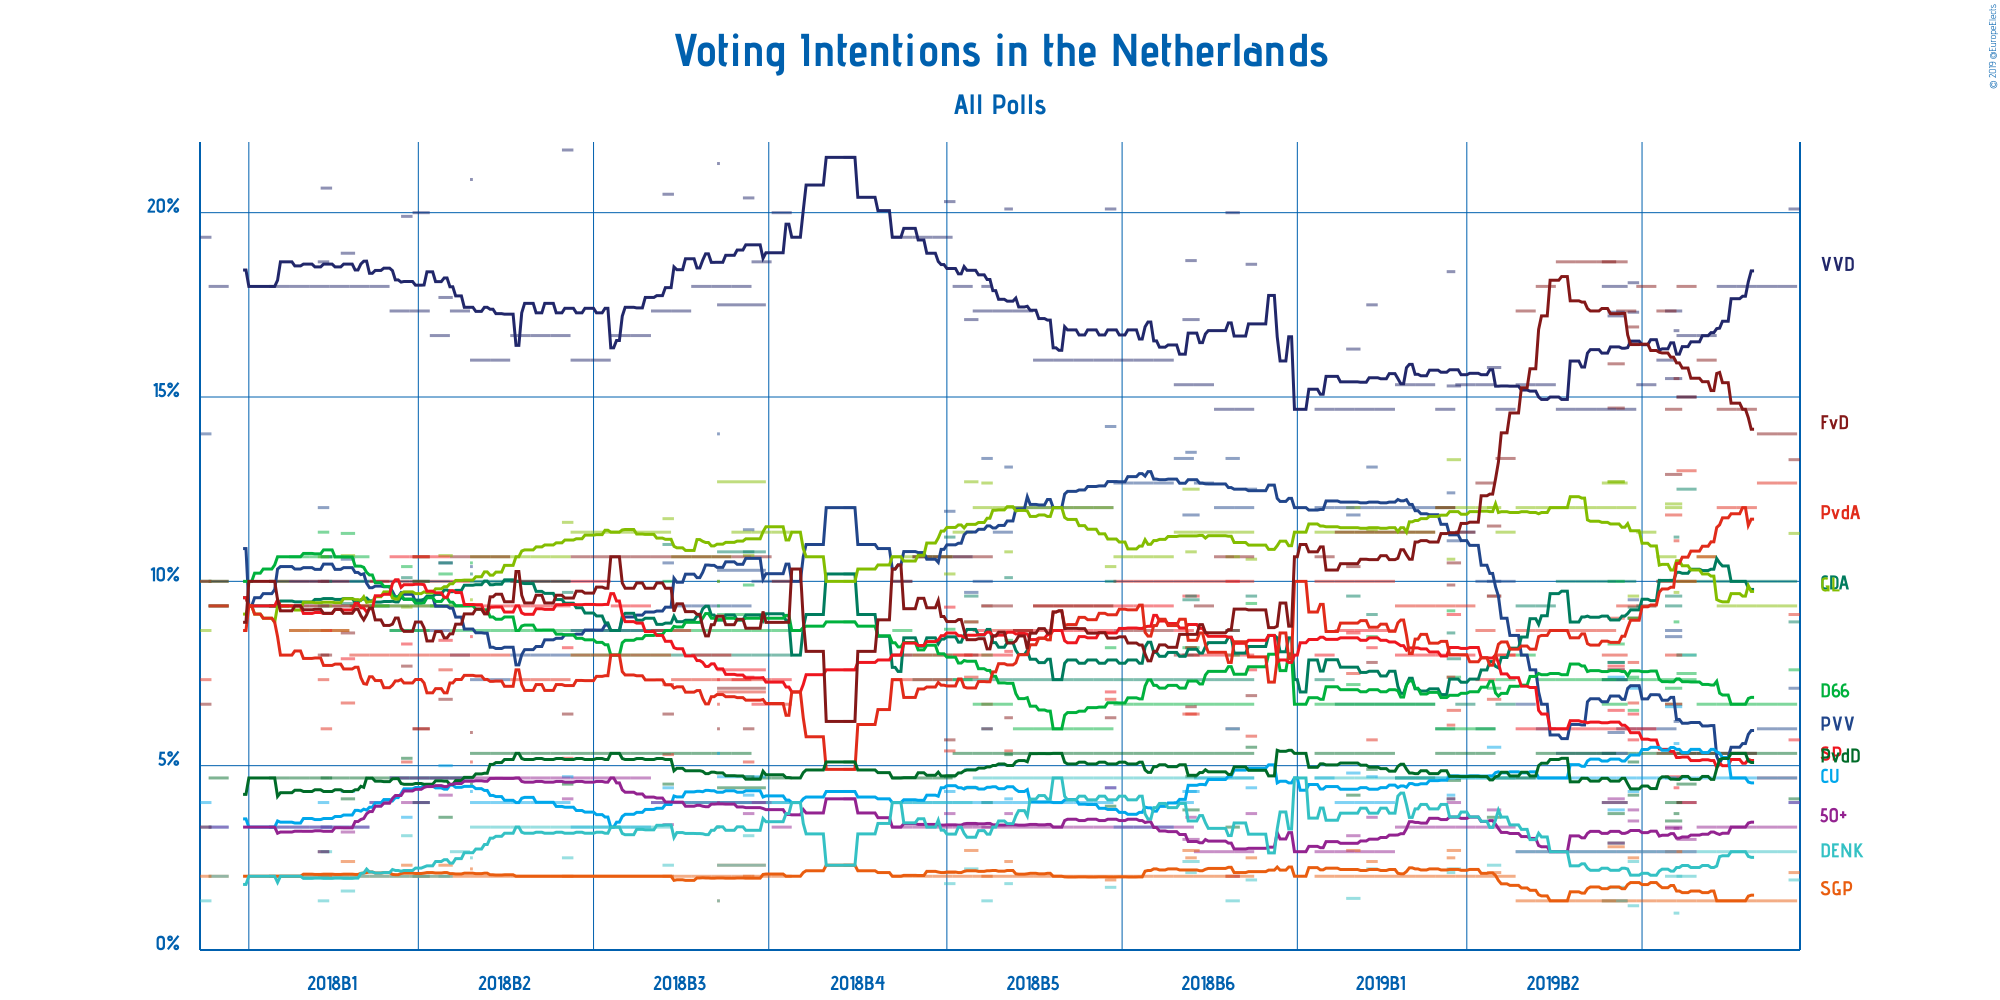 Voting Intentions in the Netherlands
All Polls
© 2019 @EuropeElects
20%
15%
10%
5%
0%
VVD
FvD
PvdA
CDA
D66
PVV
PvdD
CU
50+
DENK
SGP
2018B1
2018B2
2018B3
2018B4
2018B5
2018B6
2019B1
2019B2